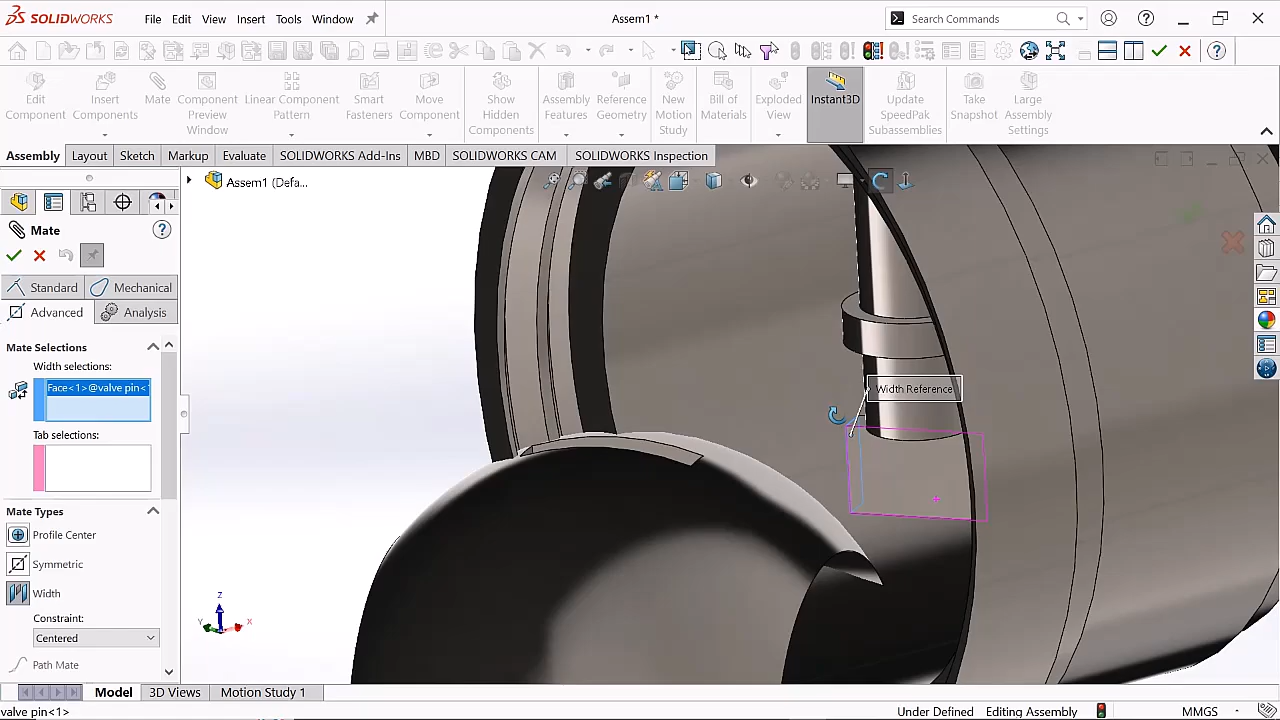 SOLIDWORKS File Edit View Insert Tools Window Assem1 * Search Commands
Edit Component
Insert Components
Mate
Component Preview Window
Linear Component Patte...
Smart Fasteners
Move Component
Show Hidden Components
Assembly Features
Reference Geometry
New Motion Study
Bill of Materials
Exploded View
Instant3D
Update SpeedPak Subassemblies
Take Snapshot
Large Assembly Settings
Assembly Layout Sketch Markup Evaluate SOLIDWORKS Add-Ins MBD SOLIDWORKS CAM SOLIDWORKS Inspection
Assem1 (Defa...
Mate
Standard Mechanical
Advanced Analysis
Mate Selections
Width selections:
Face<1>@valve pin<
Tab selections:
Mate Types
Profile Center
Symmetric
Width
Constraint:
Centered
Path Mate
Width Reference
Z
Y X
Model 3D Views Motion Study 1
valve pin<1> Under Defined Editing Assembly MMGS